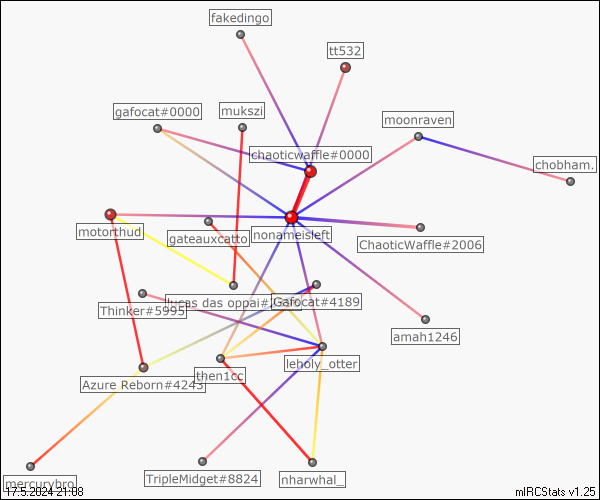 fakedingo
tt532
gafocat#0000
mukszi
moonraven
chaoticwaffle#0000
chobham.
motorthud
gateauxcatto
nonameisleft
ChaoticWaffle#2006
Thinker#5995
lucas das oppai#
Gafocat#4189
amah1246
Azure Reborn#4243
then1cc
leholy_otter
mercurybro
TripleMidget#8824
nharwhal_
17.5.2024 21:08
mIRCStats v1.25